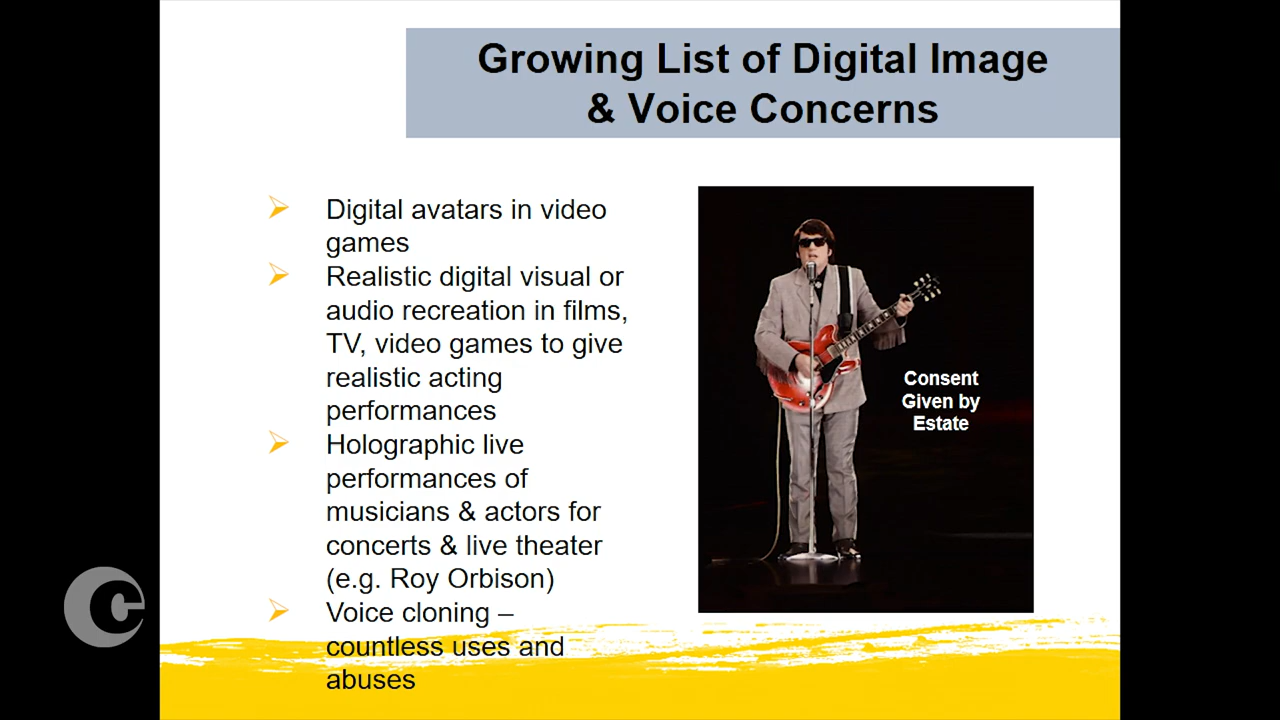 Growing List of Digital Image
& Voice Concerns
Digital avatars in video
games
Realistic digital visual or
audio recreation in films,
TV, video games to give
realistic acting
performances
Holographic live
performances of
musicians & actors for
concerts & live theater
(e.g. Roy Orbison)
Voice cloning –
countless uses and
abuses
Consent
Given by
Estate